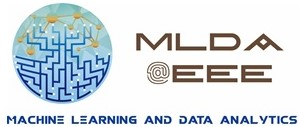 MLDA
@EEE
MACHINE LEARNING AND DATA ANALYTICS